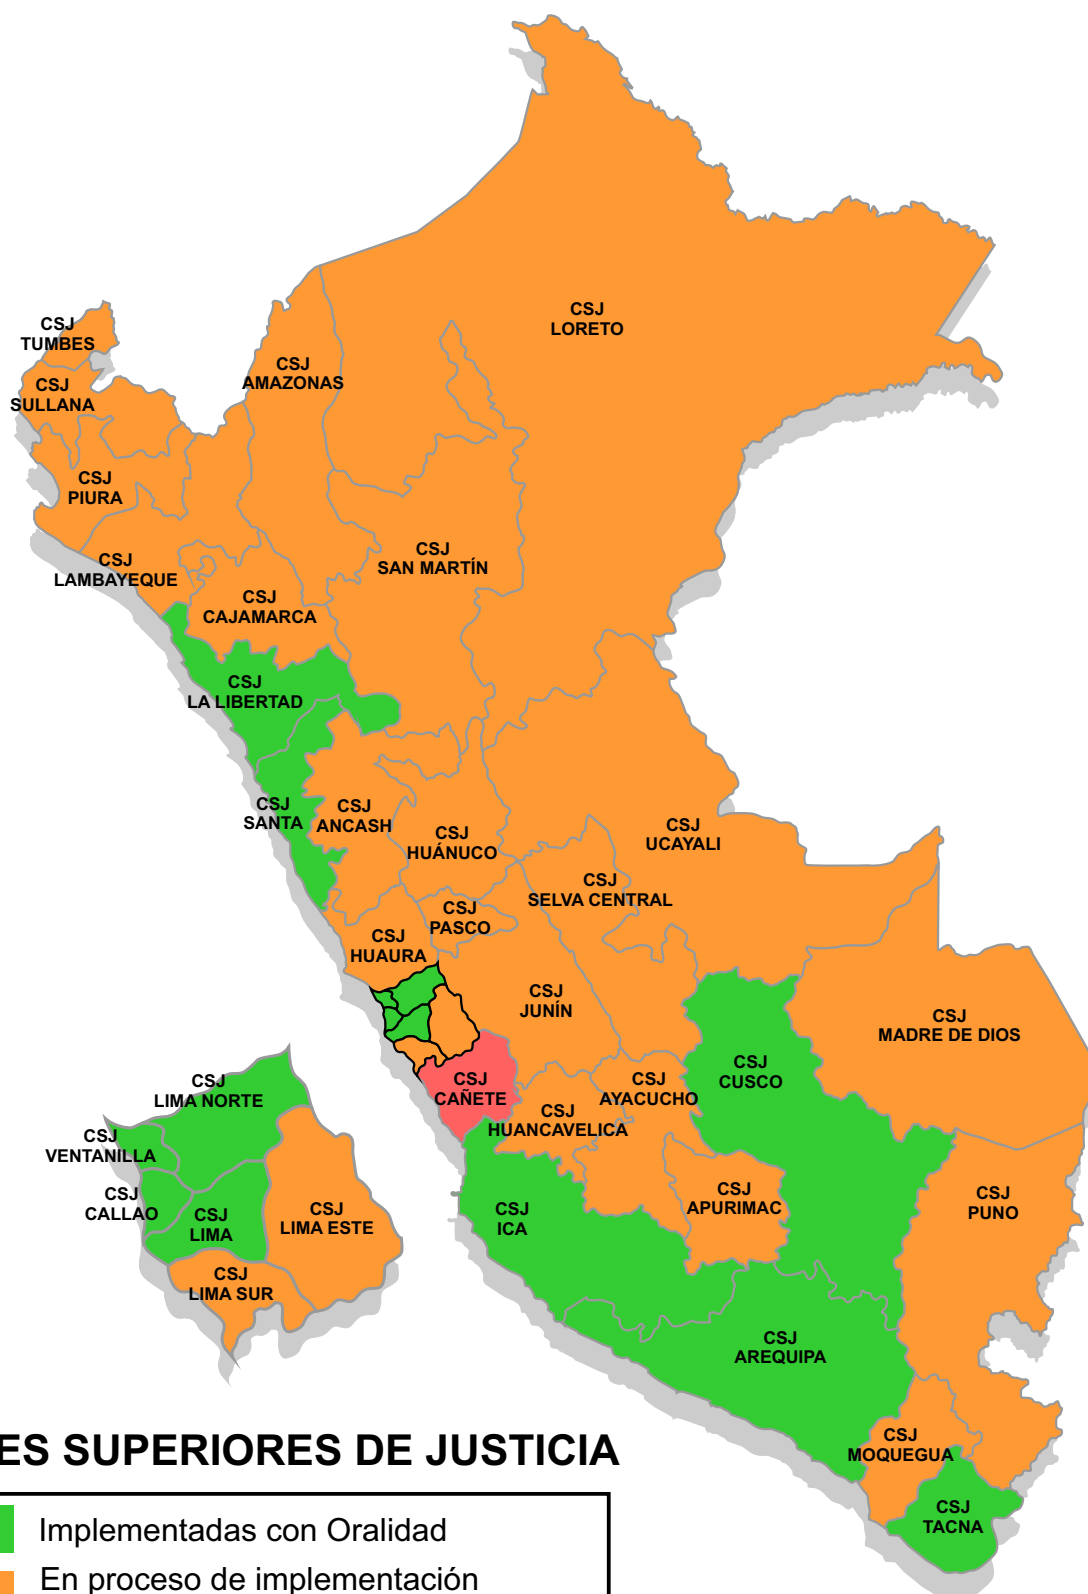 CSJ
LORETO
CSJ
TUMBES
CSJ
AMAZONAS
CSJ
SULLANA
CSJ
PIURA
CSJ
SAN MARTÍN
CSJ
LAMBAYEQUE
CSJ
CAJAMARCA
CSJ
LA LIBERTAD
CSJ
SANTA
CSJ
ANCASH
CSJ
HUÁNUCO
CSJ
UCAYALI
CSJ
SELVA CENTRAL
CSJ
PASCO
CSJ
HUAURA
CSJ
JUNÍN
CSJ
MADRE DE DIOS
CSJ
CUSCO
CSJ
CAÑETE
CSJ
AYACUCHO
CSJ
HUANCAVELICA
CSJ
LIMA NORTE
CSJ
VENTANILLA
CSJ
CALLAO
CSJ
LIMA
CSJ
LIMA ESTE
CSJ
LIMA SUR
CSJ
ICA
CSJ
APURIMAC
CSJ
PUNO
CSJ
AREQUIPA
CSJ
MOQUEGUA
CSJ
TACNA
ES SUPERIORES DE JUSTICIA
Implementadas con Oralidad
En proceso de implementación